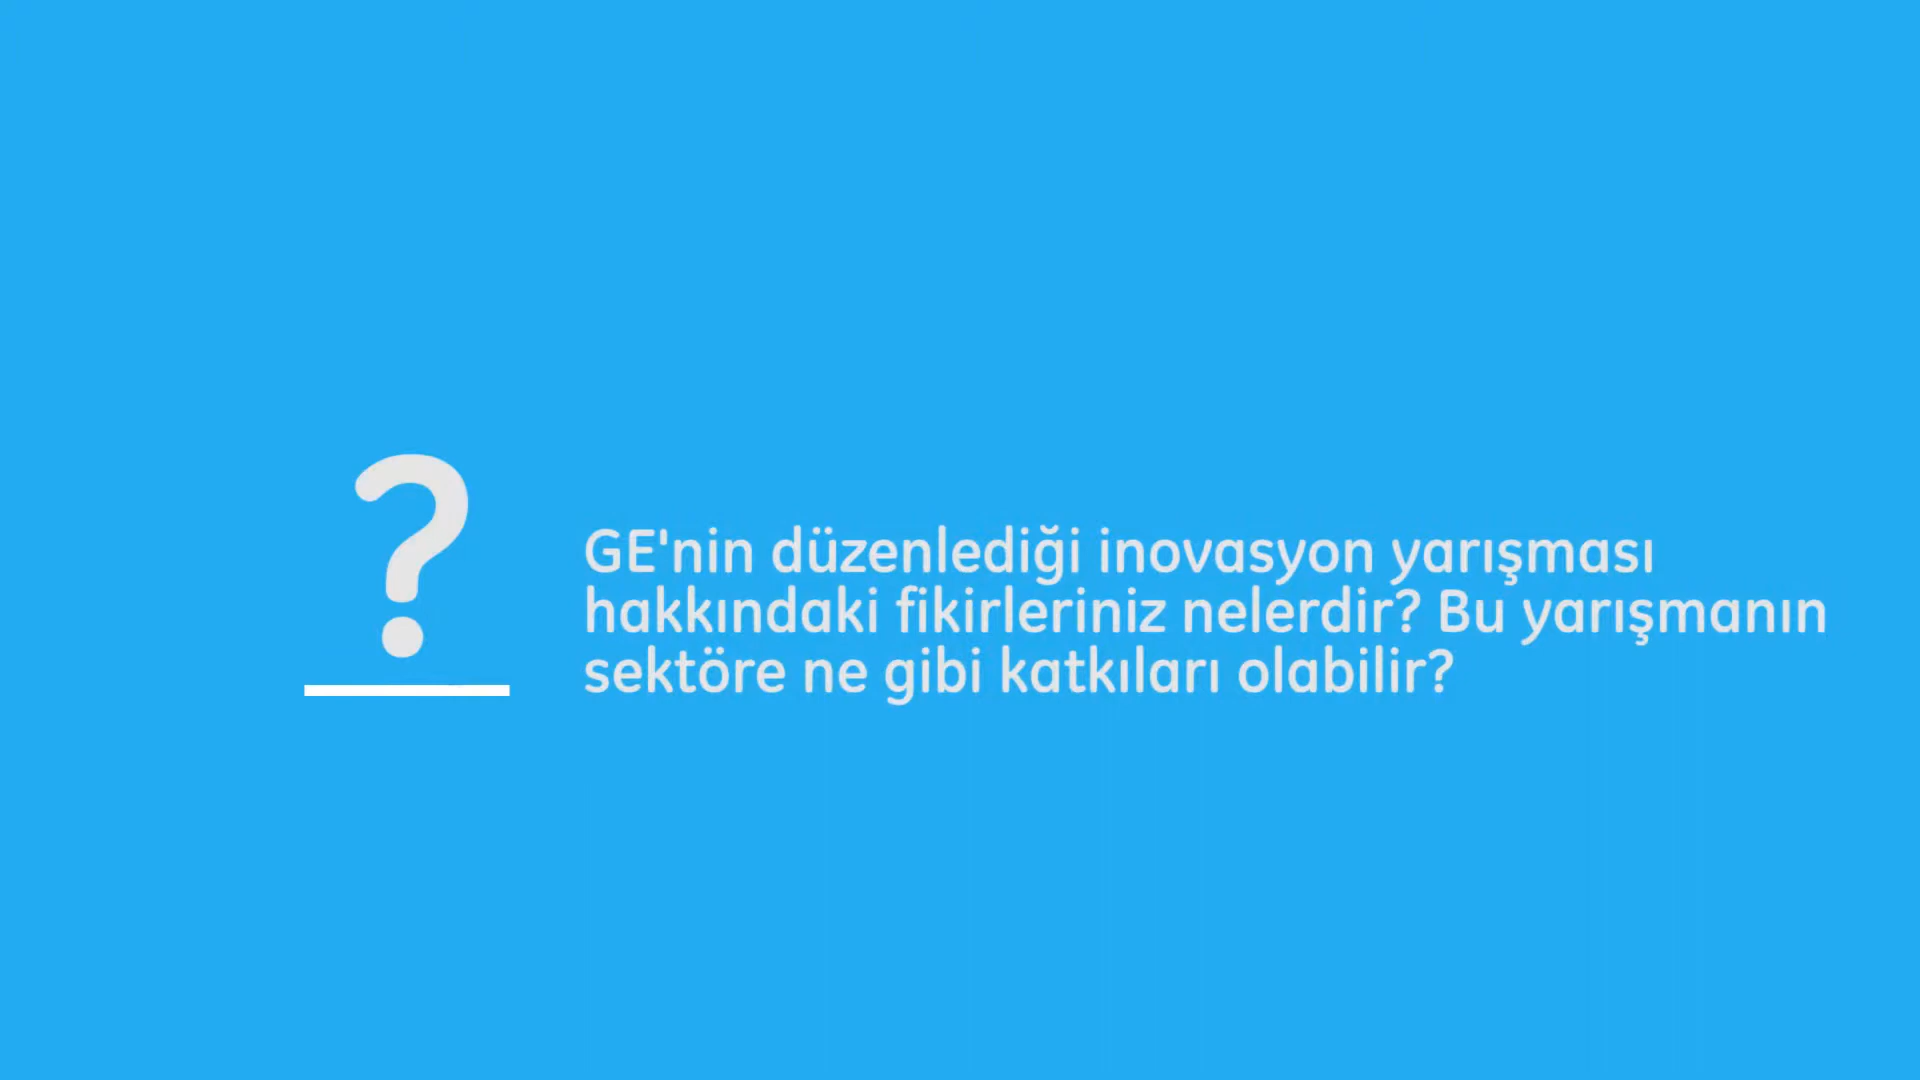 ?
GE'nin düzenlediği inovasyon yarışması
hakkındaki fikirleriniz nelerdir? Bu yarışmanın
sektöre ne gibi katkıları olabilir?